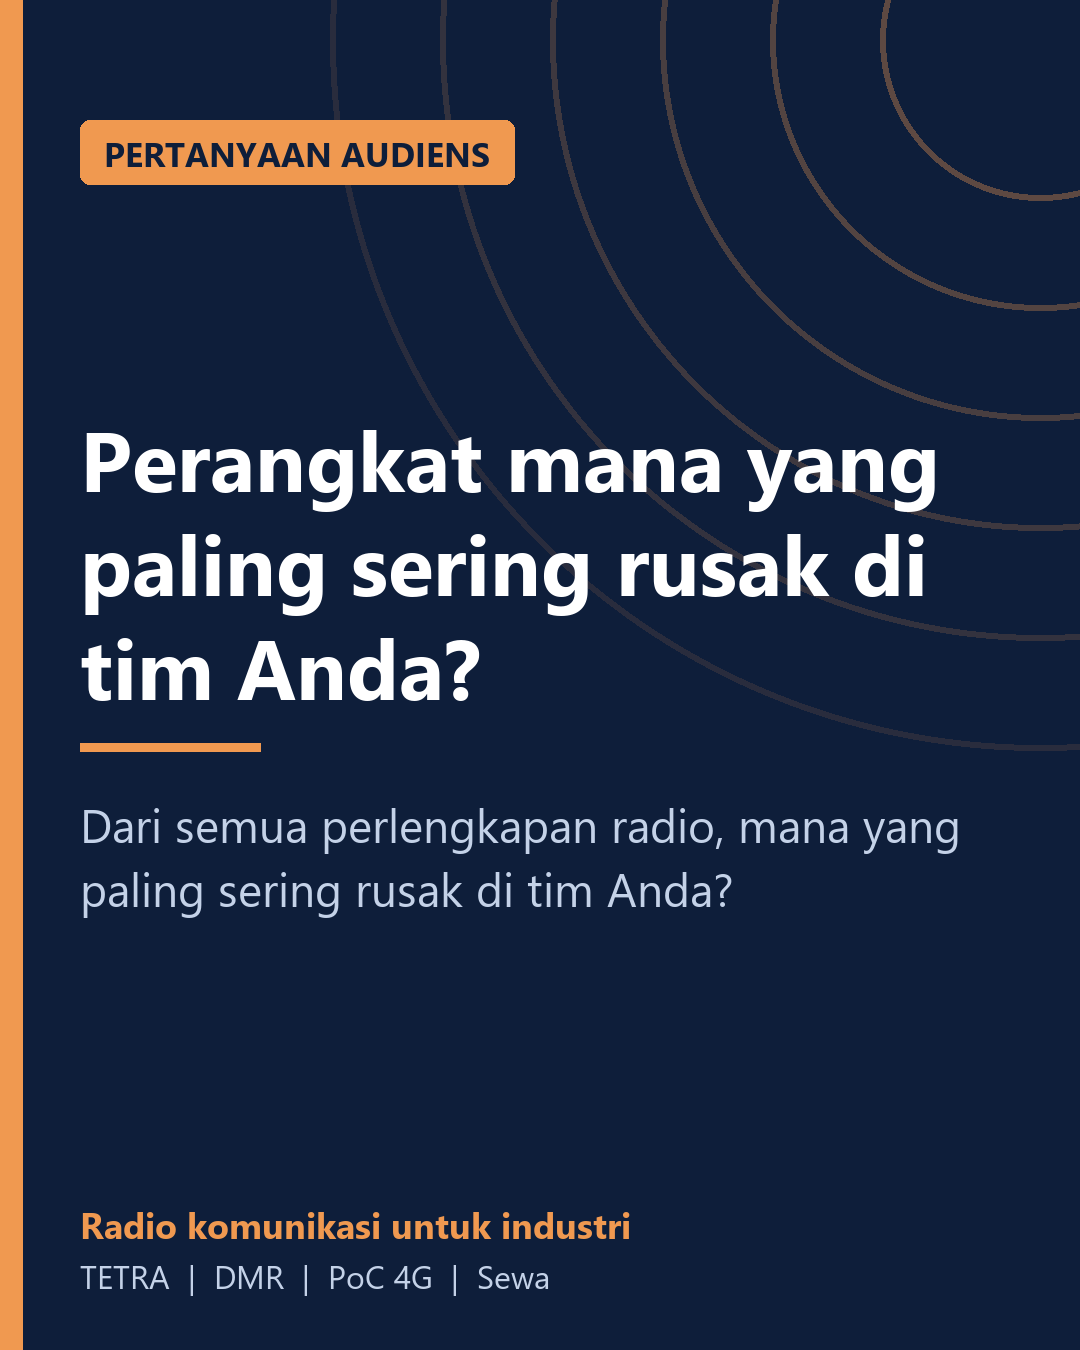 PERTANYAAN AUDIENS
Perangkat mana yang
paling sering rusak di
tim Anda?
Dari semua perlengkapan radio, mana yang
paling sering rusak di tim Anda?
Radio komunikasi untuk industri
TETRA | DMR | PoC 4G | Sewa